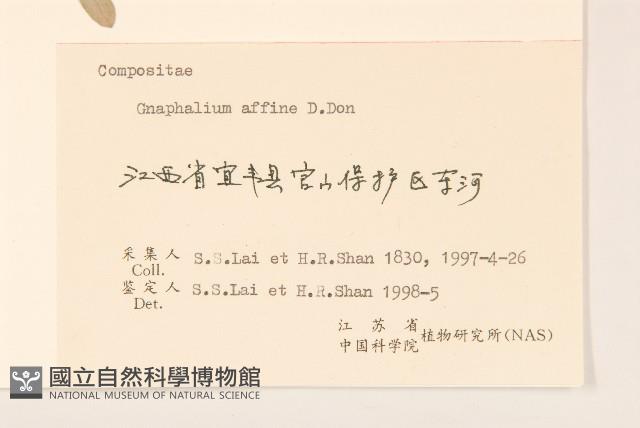 Compositae
Gnaphalium affine D.Don
江西省宜丰县官山保护区东河
采集人 S.S.Lai et H.R.Shan 1830, 1997-4-26
Coll.
鉴定人 S.S.Lai et H.R.Shan 1998-5
Det.
江苏省
中国科学院 植物研究所(NAS)
國立自然科學博物館
NATIONAL MUSEUM OF NATURAL SCIENCE